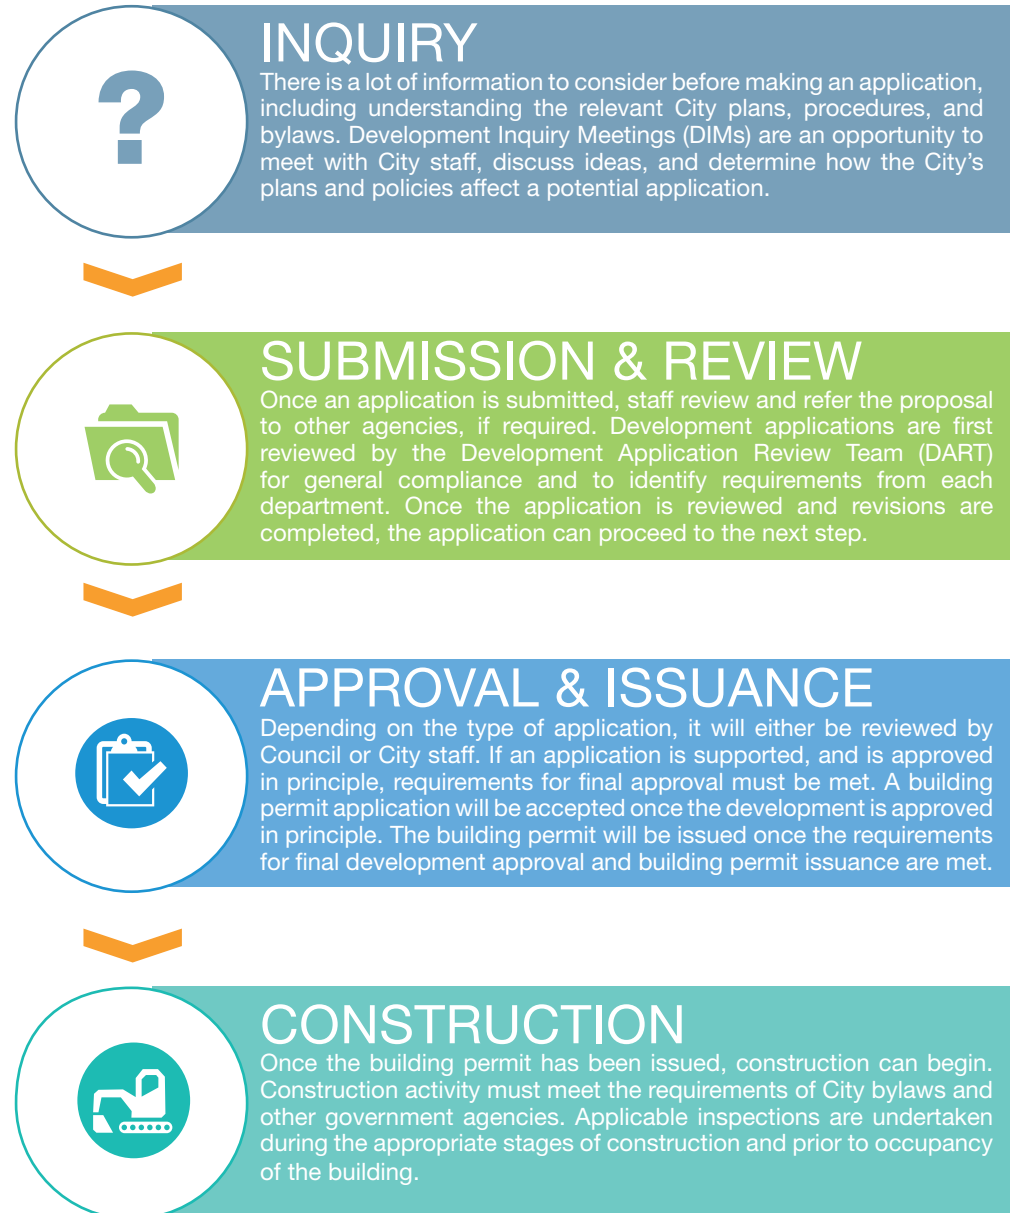 ?
INQUIRY
There is a lot of information to consider before making an application,
including understanding the relevant City plans, procedures, and
bylaws. Development Inquiry Meetings (DIMs) are an opportunity to
meet with City staff, discuss ideas, and determine how the City’s
plans and policies affect a potential application.
SUBMISSION & REVIEW
Once an application is submitted, staff review and refer the proposal
to other agencies, if required. Development applications are first
reviewed by the Development Application Review Team (DART)
for general compliance and to identify requirements from each
department. Once the application is reviewed and revisions are
completed, the application can proceed to the next step.
APPROVAL & ISSUANCE
Depending on the type of application, it will either be reviewed by
Council or City staff. If an application is supported, and is approved
in principle, requirements for final approval must be met. A building
permit application will be accepted once the development is approved
in principle. The building permit will be issued once the requirements
for final development approval and building permit issuance are met.
CONSTRUCTION
Once the building permit has been issued, construction can begin.
Construction activity must meet the requirements of City bylaws and
other government agencies. Applicable inspections are undertaken
during the appropriate stages of construction and prior to occupancy
of the building.